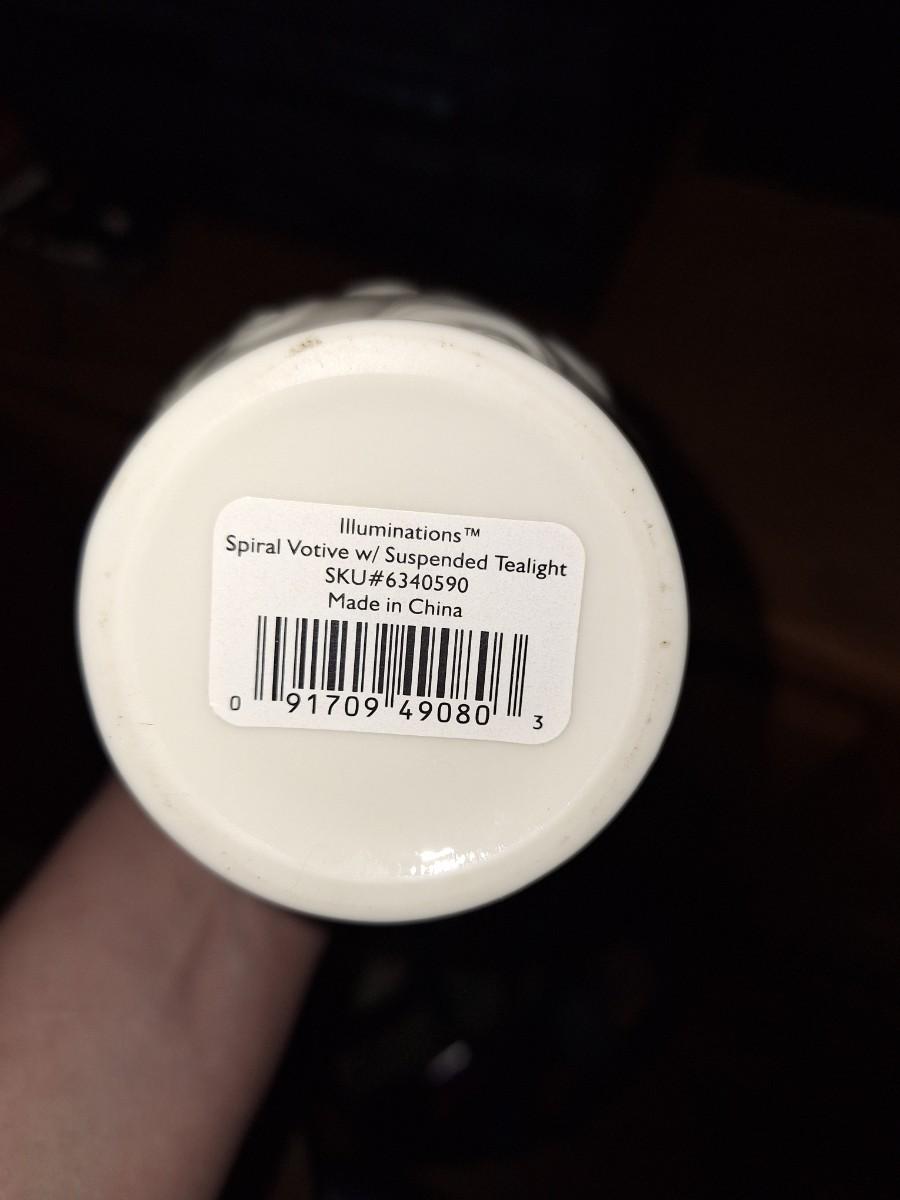 Illuminations™
Spiral Votive w/ Suspended Tealight
SKU#6340590
Made in China
0 91709 49080 3